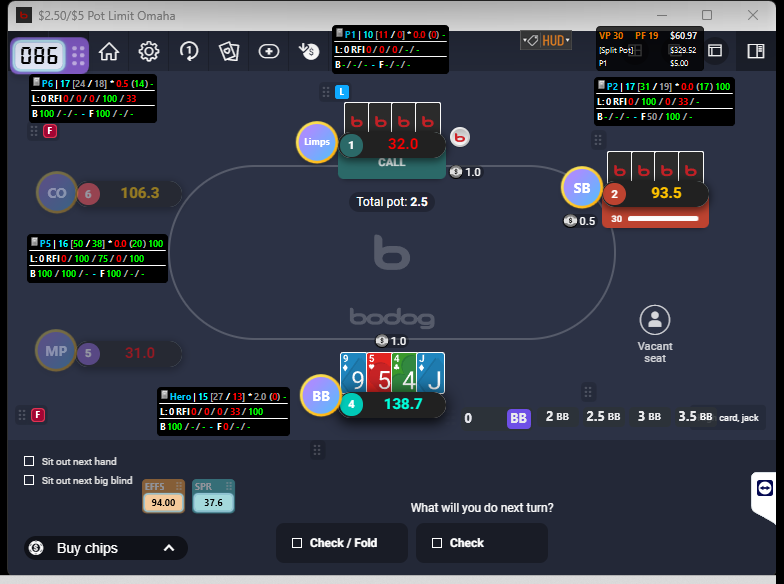 $2.50/$5 Pot Limit Omaha
086
1
P1 | 10 [11 / 0] * 0.0 (0) -
L: 0 RFI 0 / 0 / 0 / - / -
B - / - / - F - / - / -
HUD
VP 30 PF 19 $60.97
[Split Pot] $329.52
P1 $5.00
P6 | 17 [24 / 18] * 0.5 (14) -
L: 0 RFI 0 / 0 / 0 / 100 / 33
B 100 / - / - F 100 / - / -
F
P2 | 17 [31 / 19] * 0.0 (17) 100
L: 0 RFI 0 / 100 / 0 / 33 / -
B - / - / - F 50 / 100 / -
L
b b b b
Limps
1
32.0
CALL
b
1.0
b b b b
SB
2
93.5
30
0.5
CO
6
106.3
Total pot: 2.5
P5 | 16 [50 / 38] * 0.0 (20) 100
L: 0 RFI 0 / 100 / 75 / 0 / 100
B 100 / 100 / - F 100 / - / -
b
bodog
1.0
MP
5
31.0
Vacant
seat
9 5 4 J
9 5 4 J
BB
4
138.7
Hero | 15 [27 / 13] * 2.0 (0) -
L: 0 RFI 0 / 0 / 0 / 33 / 100
B 100 / - / - F 0 / - / -
F
0 BB 2 BB 2.5 BB 3 BB 3.5 BB card, jack
Sit out next hand
Sit out next big blind
EFFS SPR
94.00 37.6
What will you do next turn?
Buy chips
Check / Fold
Check